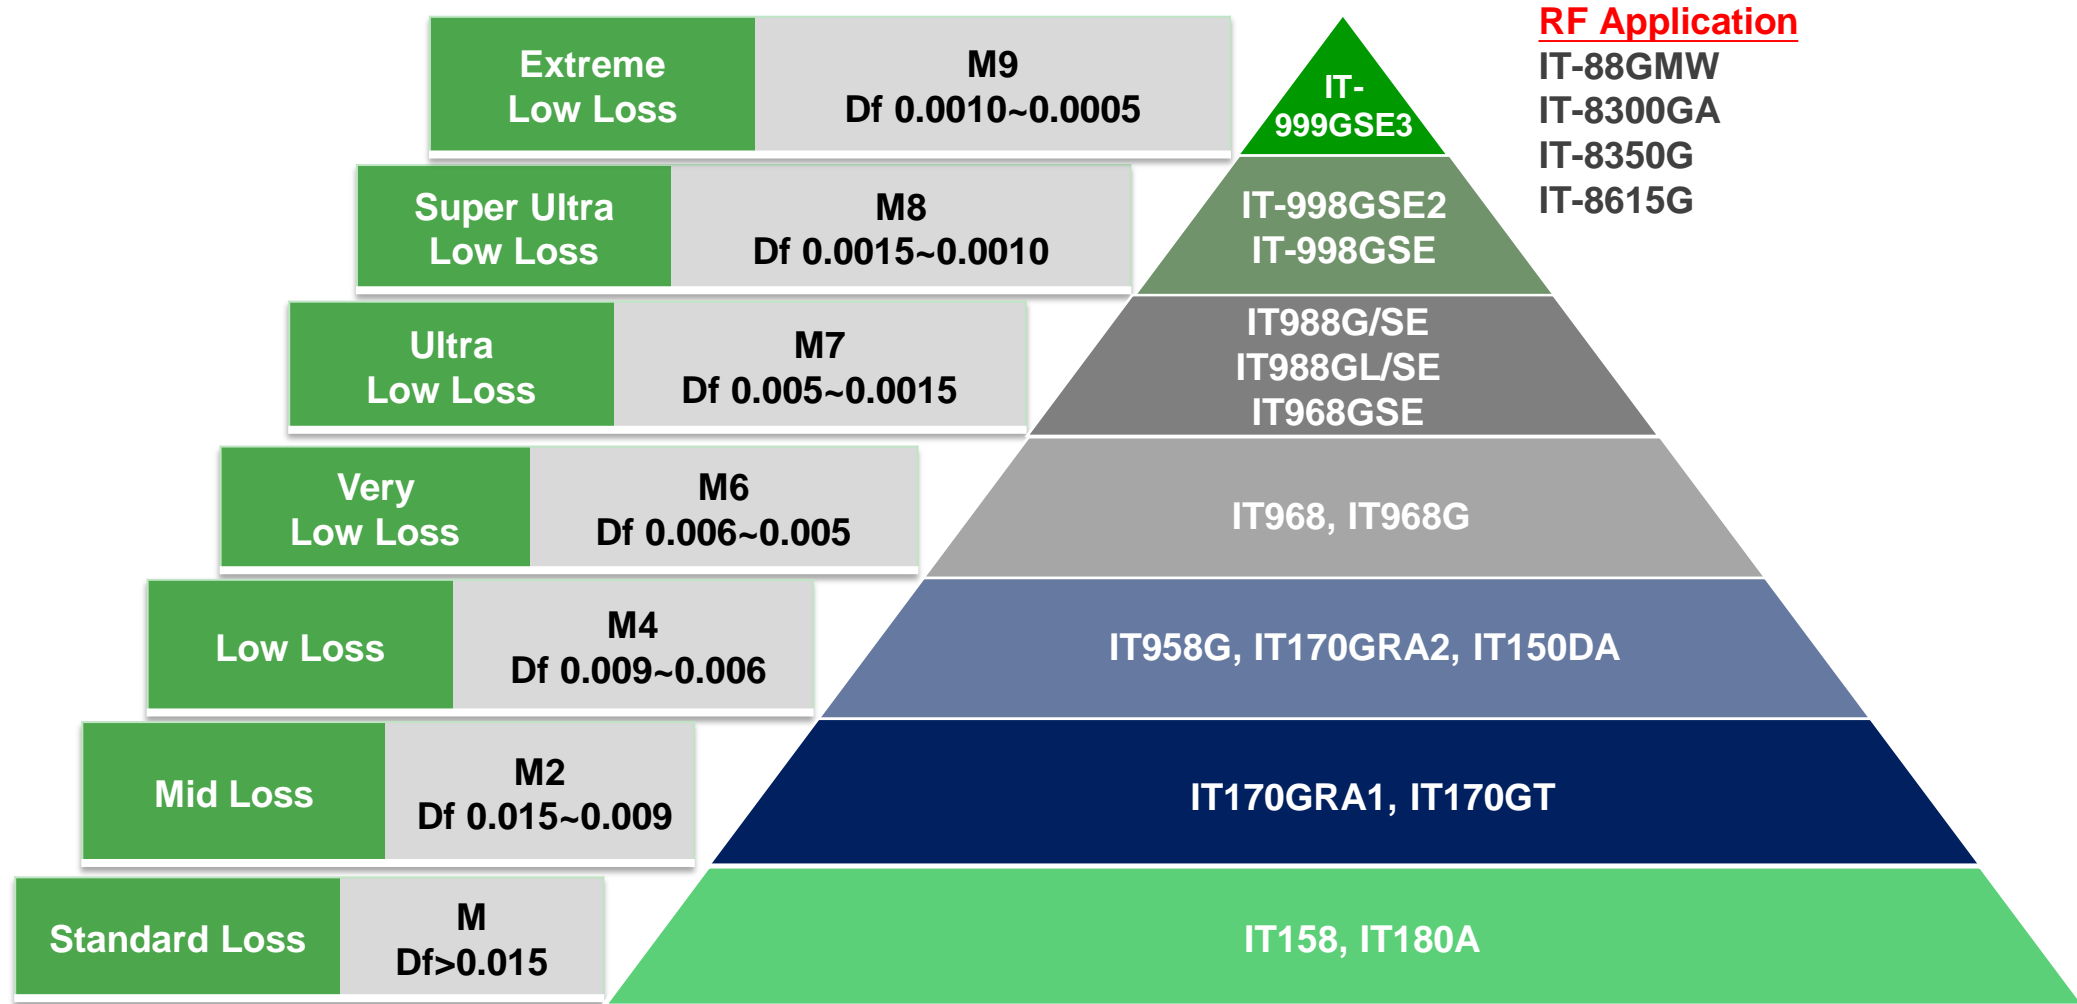 RF Application
IT-88GMW
IT-8300GA
IT-8350G
IT-8615G
Extreme
Low Loss
M9
Df 0.0010~0.0005
IT-
999GSE3
Super Ultra
Low Loss
M8
Df 0.0015~0.0010
IT-998GSE2
IT-998GSE
Ultra
Low Loss
M7
Df 0.005~0.0015
IT988G/SE
IT988GL/SE
IT968GSE
Very
Low Loss
M6
Df 0.006~0.005
IT968, IT968G
Low Loss
M4
Df 0.009~0.006
IT958G, IT170GRA2, IT150DA
Mid Loss
M2
Df 0.015~0.009
IT170GRA1, IT170GT
Standard Loss
M
Df>0.015
IT158, IT180A